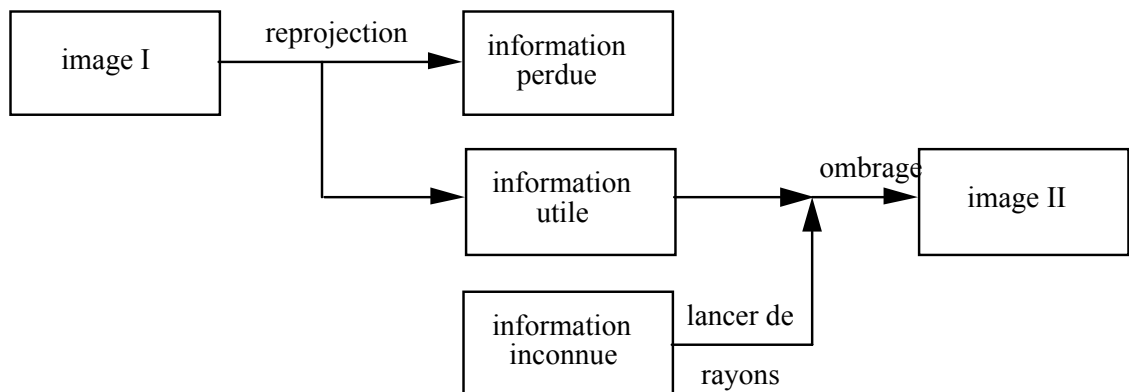 image I
reprojection
information
perdue
information
utile
ombrage
image II
information
inconnue
lancer de
rayons